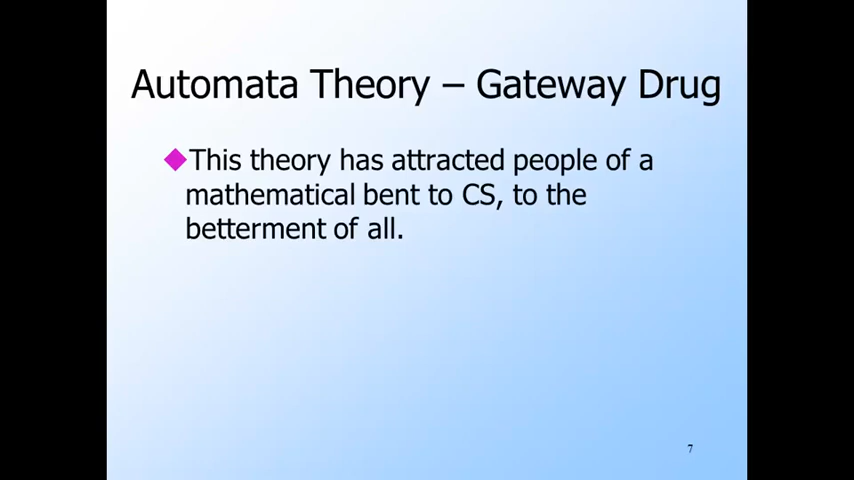 Automata Theory – Gateway Drug
This theory has attracted people of a
mathematical bent to CS, to the
betterment of all.
7